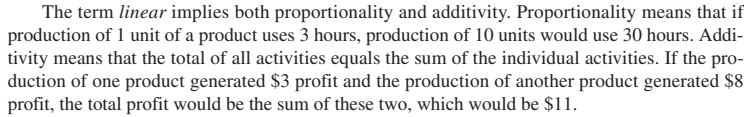 The term linear implies both proportionality and additivity. Proportionality means that if
production of 1 unit of a product uses 3 hours, production of 10 units would use 30 hours. Addi-
tivity means that the total of all activities equals the sum of the individual activities. If the pro-
duction of one product generated $3 profit and the production of another product generated $8
profit, the total profit would be the sum of these two, which would be $11.